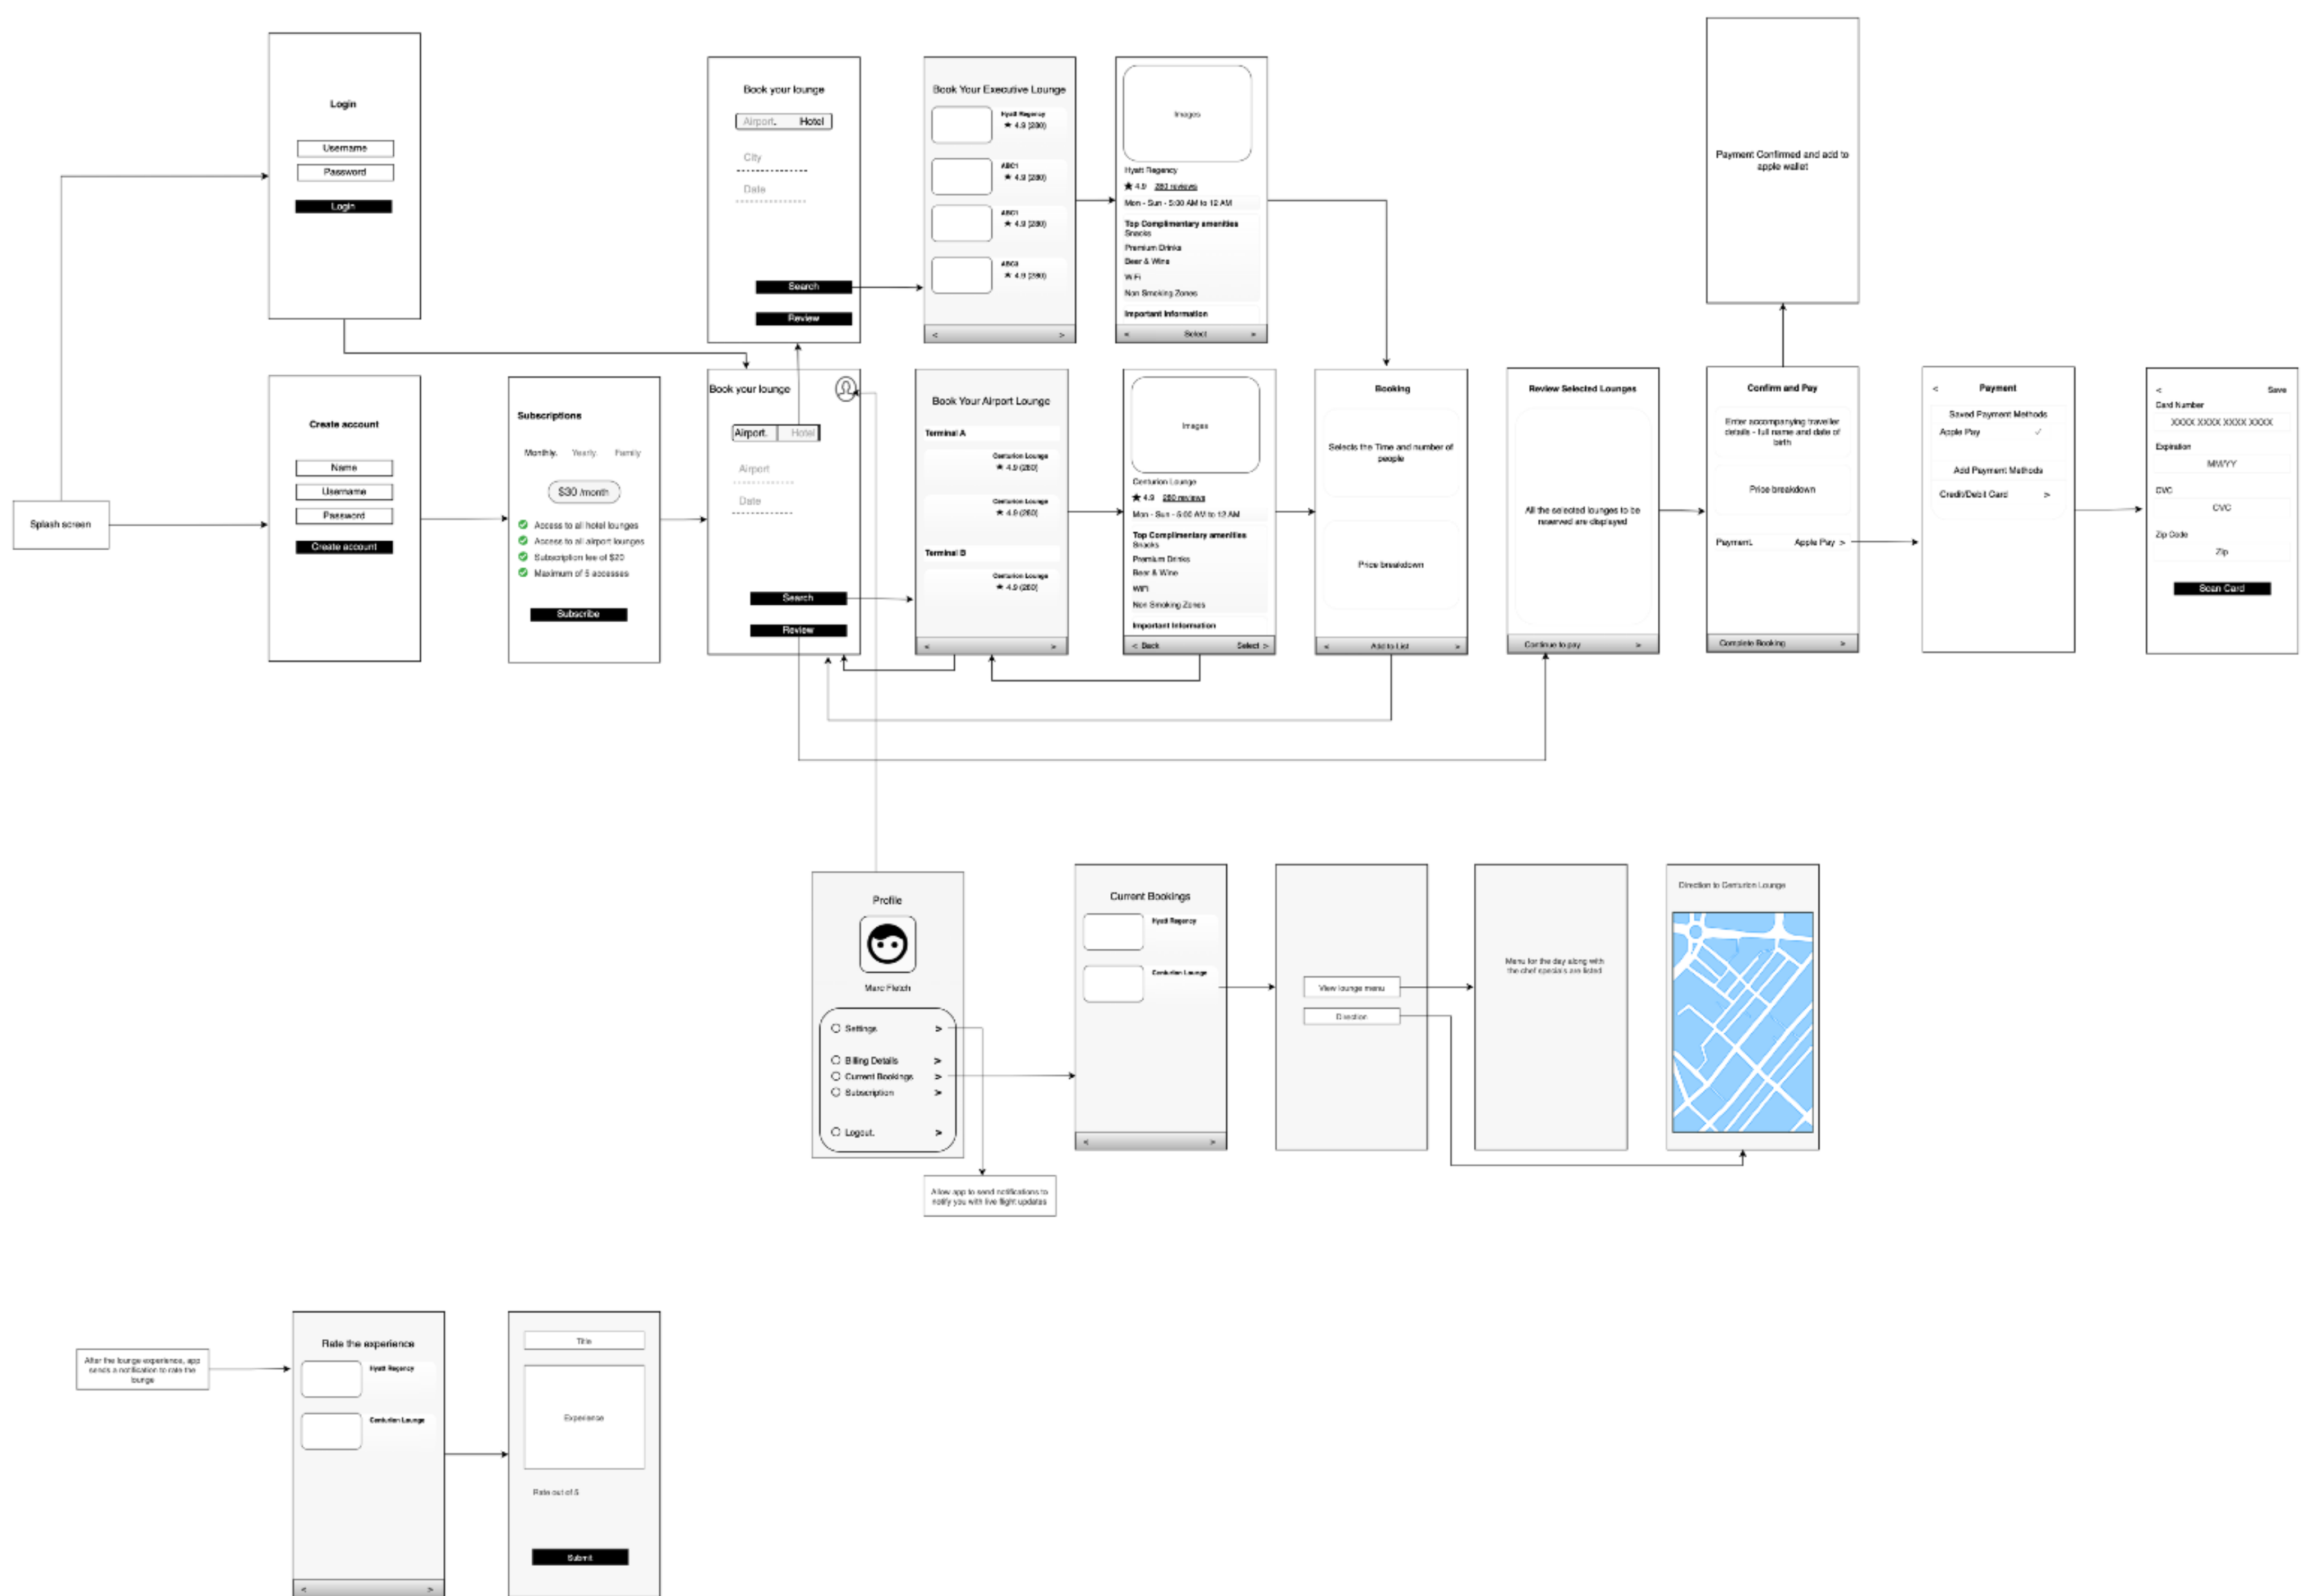 Login
Username
Password
Login
Book your lounge
Airport.
Hotel
City
Date
Search
Review
Book Your Executive Lounge
Hyatt Regency
★ 4.9 (280)
ABC1
★ 4.9 (280)
ABC1
★ 4.9 (280)
ABC3
★ 4.9 (280)
<
>
Images
Hyatt Regency
★ 4.9 280 reviews
Mon - Sun - 5:00 AM to 12 AM
Top Complimentary amenities
Snacks
Premium Drinks
Beer & Wine
WiFi
Non Smoking Zones
Important Information
< Select >
Payment Confirmed and add to
apple wallet
Splash screen
Create account
Name
Username
Password
Create account
Subscriptions
Monthly. Yearly. Family
$30 /month
Access to all hotel lounges
Access to all airport lounges
Subscription fee of $20
Maximum of 5 accesses
Subscribe
Book your lounge
Airport.
Hotel
Airport
Date
Search
Review
Book Your Airport Lounge
Terminal A
Centurion Lounge
★ 4.9 (280)
Centurion Lounge
★ 4.9 (280)
Terminal B
Centurion Lounge
★ 4.9 (280)
<
>
Images
Centurion Lounge
★ 4.9 280 reviews
Mon - Sun - 5:00 AM to 12 AM
Top Complimentary amenities
Snacks
Premium Drinks
Beer & Wine
WiFi
Non Smoking Zones
Important Information
< Back Select >
Booking
Selects the Time and number of
people
Price breakdown
< Add to List >
Review Selected Lounges
All the selected lounges to be
reserved are displayed
Continue to pay >
Confirm and Pay
Enter accompanying traveller
details - full name and date of
birth
Price breakdown
Payment. Apple Pay >
Complete Booking >
< Payment
Saved Payment Methods
Apple Pay ✓
Add Payment Methods
Credit/Debit Card >
< Save
Card Number
XXXX XXXX XXXX XXXX
Expiration
MM/YY
CVC
CVC
Zip Code
Zip
Scan Card
Profile
Marc Fletch
Settings >
Billing Details >
Current Bookings >
Subscription >
Logout. >
Allow app to send notifications to
notify you with live flight updates
Current Bookings
Hyatt Regency
Centurion Lounge
<
>
View lounge menu
Direction
Menu for the day along with
the chef specials are listed
Direction to Centurion Lounge
After the lounge experience, app
sends a notification to rate the
lounge
Rate the experience
Hyatt Regency
Centurion Lounge
<
>
Title
Experience
Rate out of 5
Submit